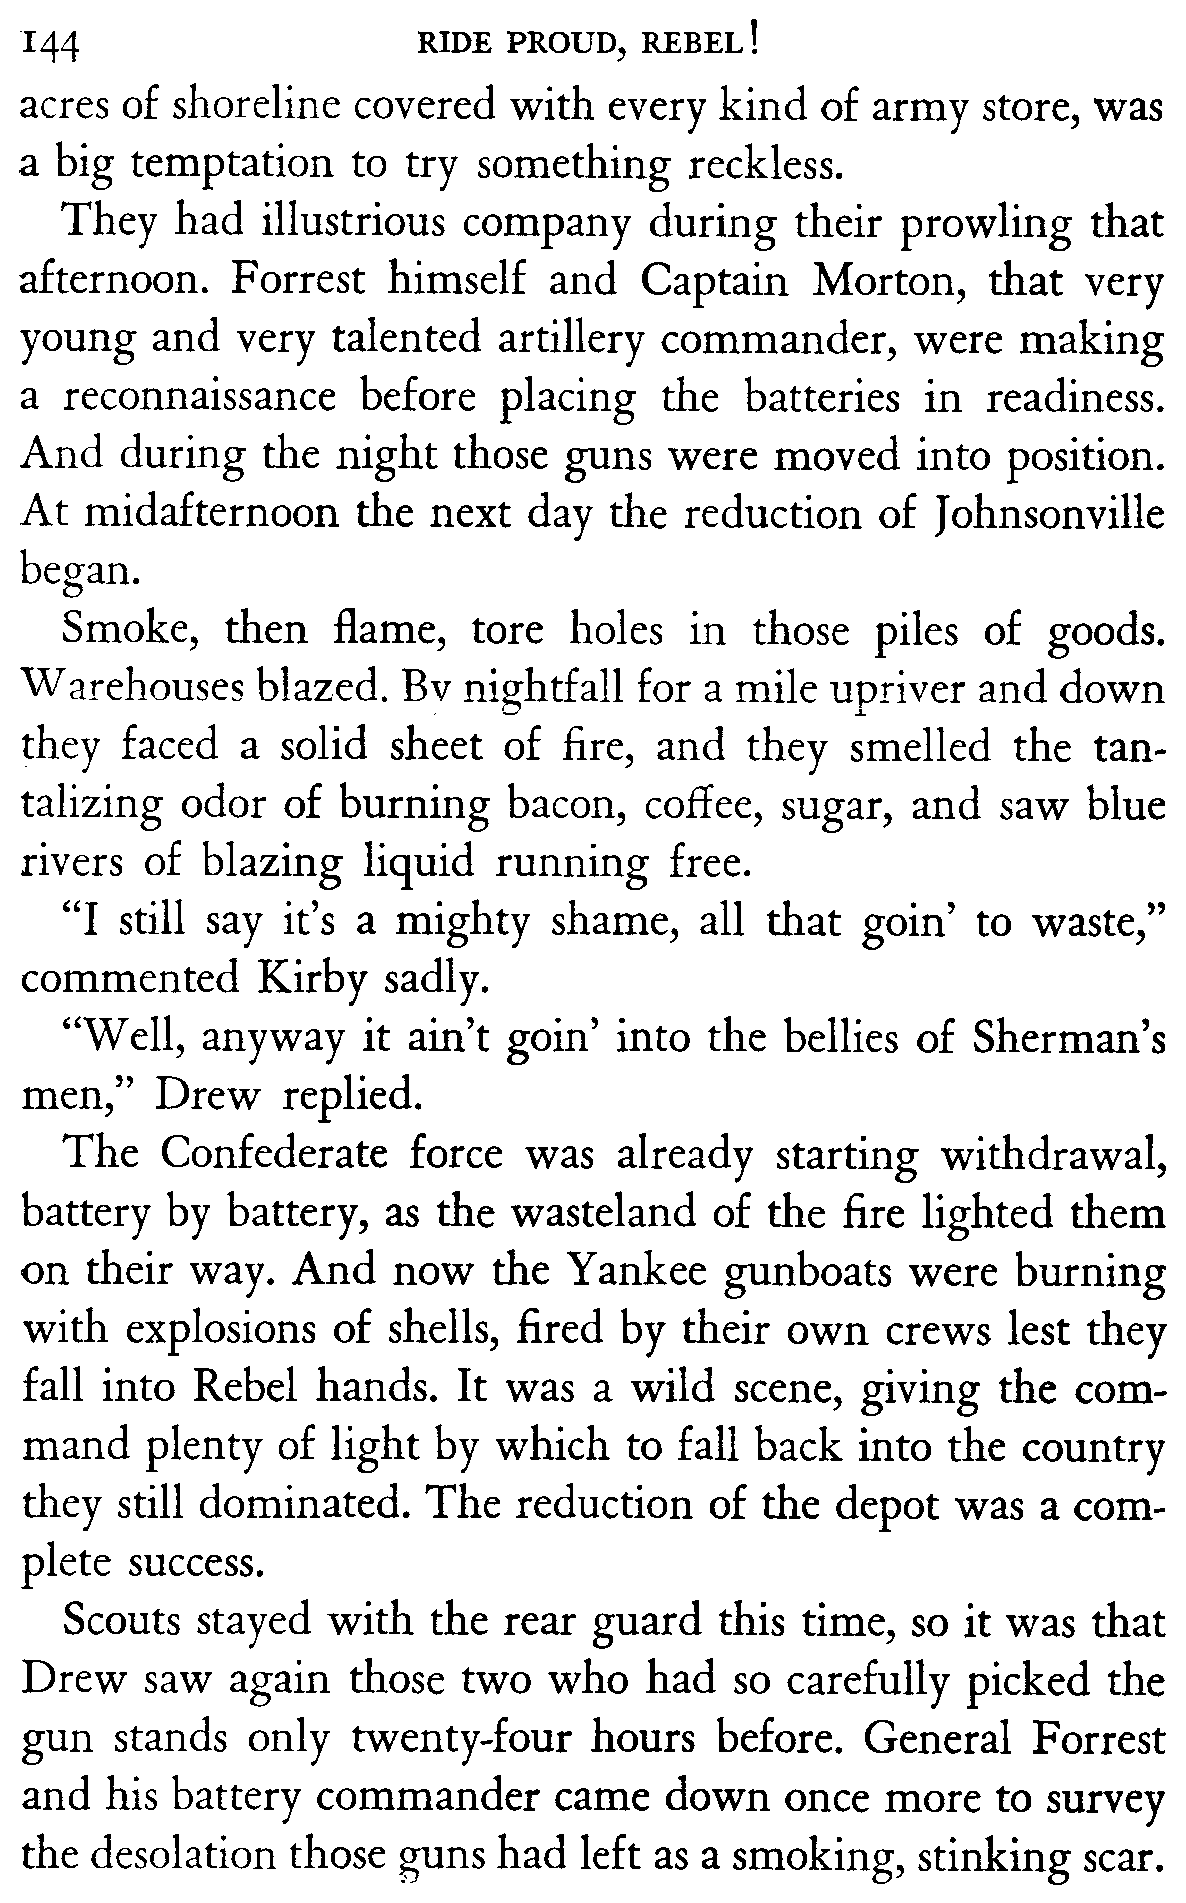 144 RIDE PROUD, REBEL!
acres of shoreline covered with every kind of army store, was
a big temptation to try something reckless.
They had illustrious company during their prowling that
afternoon. Forrest himself and Captain Morton, that very
young and very talented artillery commander, were making
a reconnaissance before placing the batteries in readiness.
And during the night those guns were moved into position.
At midafternoon the next day the reduction of Johnsonville
began.
Smoke, then flame, tore holes in those piles of goods.
Warehouses blazed. By nightfall for a mile upriver and down
they faced a solid sheet of fire, and they smelled the tan-
talizing odor of burning bacon, coffee, sugar, and saw blue
rivers of blazing liquid running free.
“I still say it’s a mighty shame, all that goin’ to waste,”
commented Kirby sadly.
“Well, anyway it ain’t goin’ into the bellies of Sherman’s
men,” Drew replied.
The Confederate force was already starting withdrawal,
battery by battery, as the wasteland of the fire lighted them
on their way. And now the Yankee gunboats were burning
with explosions of shells, fired by their own crews lest they
fall into Rebel hands. It was a wild scene, giving the com-
mand plenty of light by which to fall back into the country
they still dominated. The reduction of the depot was a com-
plete success.
Scouts stayed with the rear guard this time, so it was that
Drew saw again those two who had so carefully picked the
gun stands only twenty-four hours before. General Forrest
and his battery commander came down once more to survey
the desolation those guns had left as a smoking, stinking scar.